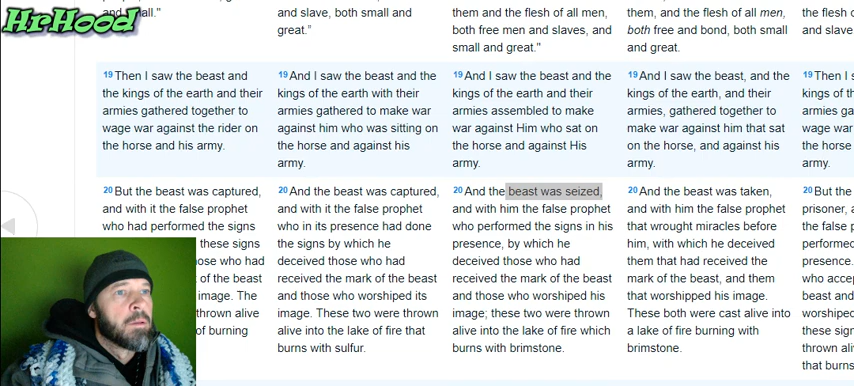 HrHood
and small."
and slave, both small and
great."
them and the flesh of all men,
both free men and slaves, and
small and great."
them, and the flesh of all men,
both free and bond, both small
and great.
the flesh o
and slave
19 Then I saw the beast and
the kings of the earth and their
armies gathered together to
wage war against the rider on
the horse and his army.
19 And I saw the beast and the
kings of the earth with their
armies gathered to make war
against him who was sitting on
the horse and against his
army.
19 And I saw the beast and the
kings of the earth and their
armies assembled to make
war against Him who sat on
the horse and against His
army.
19 And I saw the beast, and the
kings of the earth, and their
armies, gathered together to
make war against him that sat
on the horse, and against his
army.
19 Then I s
kings of th
armies ga
war again
the horse
army.
20 But the beast was captured,
and with it the false prophet
who had performed the signs
these signs
ose who had
of the beast
image. The
thrown alive
of burning
20 And the beast was captured,
and with it the false prophet
who in its presence had done
the signs by which he
deceived those who had
received the mark of the beast
and those who worshiped its
image. These two were thrown
alive into the lake of fire that
burns with sulfur.
20 And the beast was seized,
and with him the false prophet
who performed the signs in his
presence, by which he
deceived those who had
received the mark of the beast
and those who worshiped his
image; these two were thrown
alive into the lake of fire which
burns with brimstone.
20 And the beast was taken,
and with him the false prophet
that wrought miracles before
him, with which he deceived
them that had received the
mark of the beast, and them
that worshipped his image.
These both were cast alive into
a lake of fire burning with
brimstone.
20 But the
prisoner, a
the false p
performed
presence.
who acce
beast and
worshiped
these sign
thrown ali
that burns